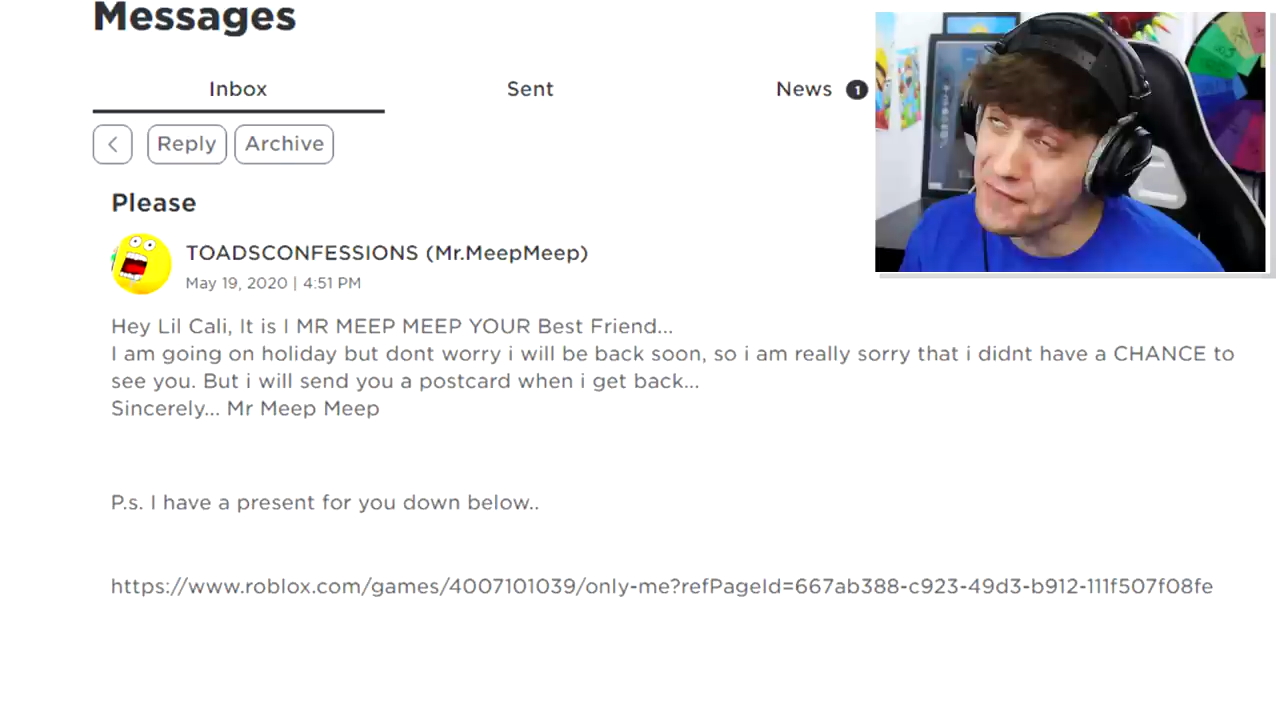 Messages
Inbox
Sent
News 1
< Reply Archive
Please
TOADSCONFESSIONS (Mr.MeepMeep)
May 19, 2020 | 4:51 PM
Hey Lil Cali, It is I MR MEEP MEEP YOUR Best Friend...
I am going on holiday but dont worry i will be back soon, so i am really sorry that i didnt have a CHANCE to
see you. But i will send you a postcard when i get back...
Sincerely... Mr Meep Meep
P.s. I have a present for you down below..
https://www.roblox.com/games/4007101039/only-me?refPageId=667ab388-c923-49d3-b912-111f507f08fe